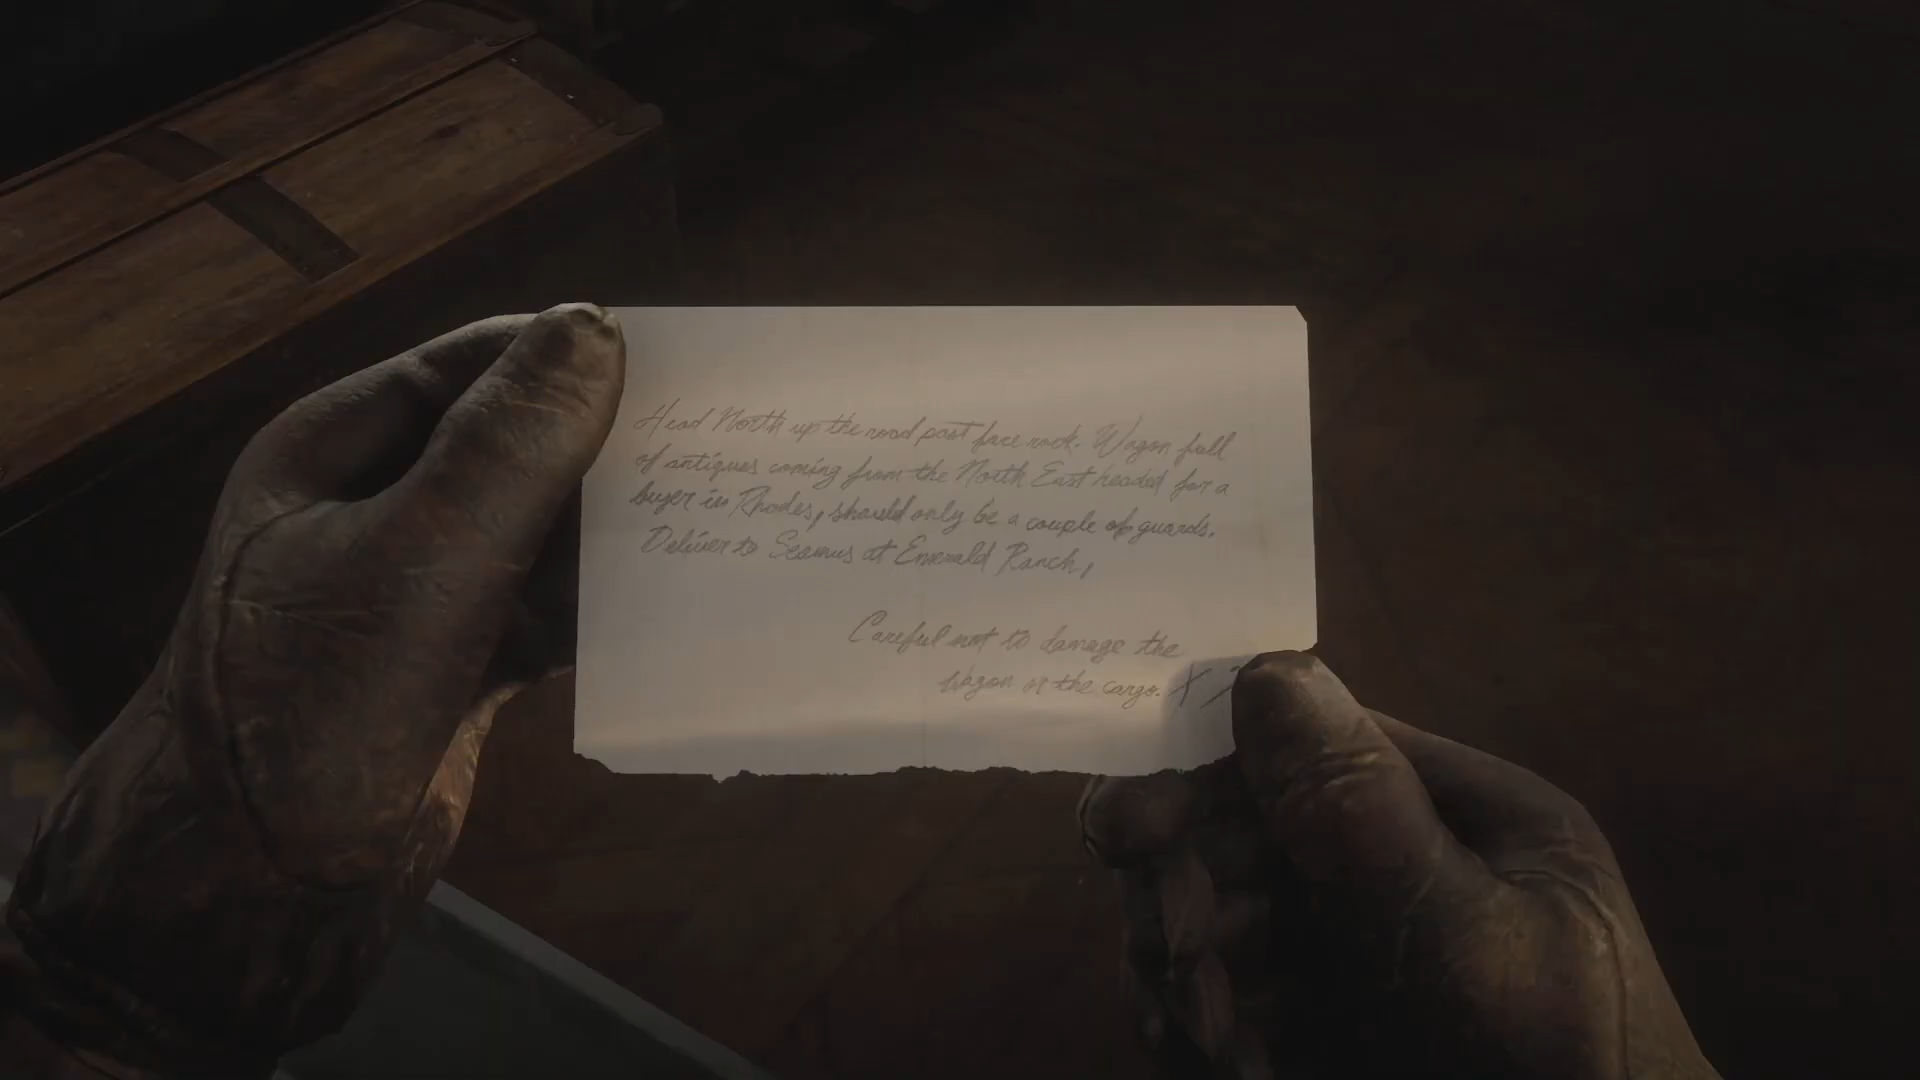 Head North up the road past face rock. Wagon full
of antiques coming from the North East headed for a
buyer in Rhodes, should only be a couple of guards.
Deliver to Seamus at Emerald Ranch,
Careful not to damage the
wagon or the cargo. X